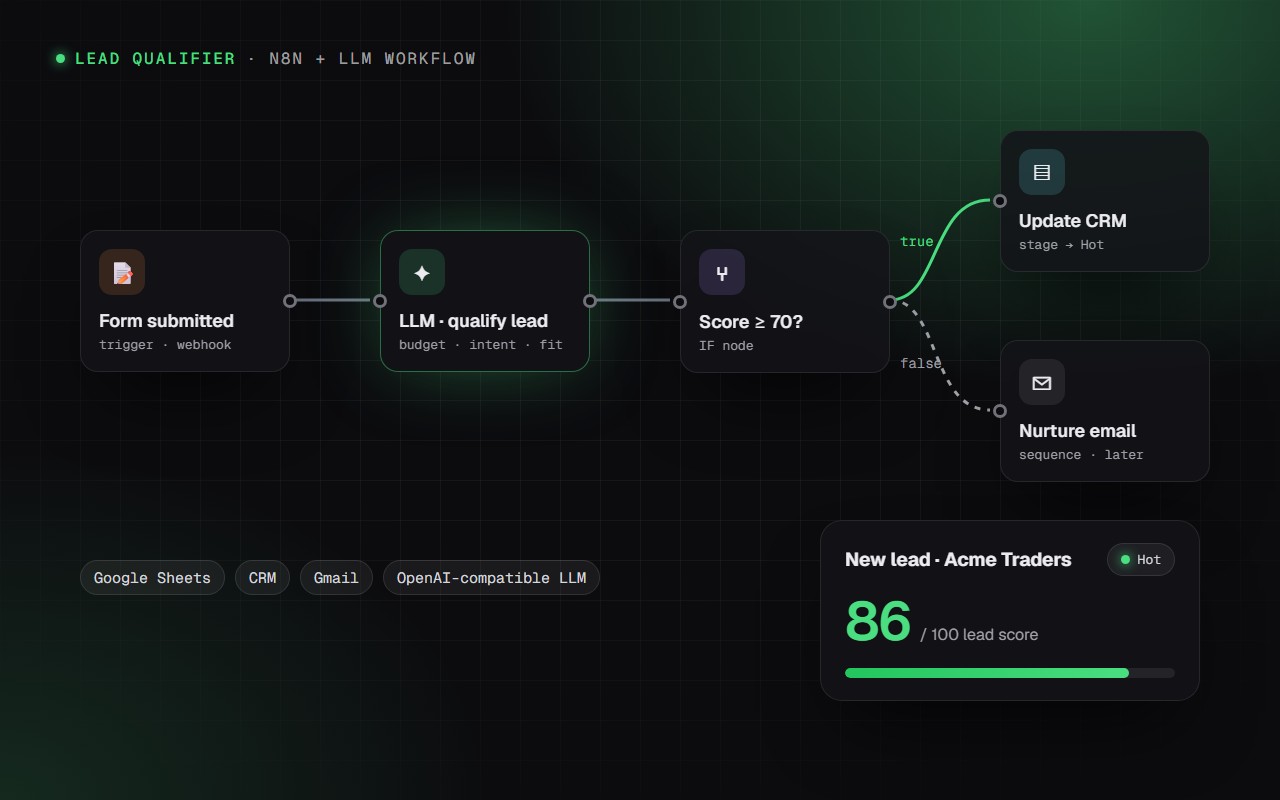 LEAD QUALIFIER · N8N + LLM WORKFLOW
Form submitted
trigger · webhook
LLM · qualify lead
budget · intent · fit
Score ≥ 70?
IF node
true
false
Update CRM
stage → Hot
Nurture email
sequence · later
Google Sheets
CRM
Gmail
OpenAI-compatible LLM
New lead · Acme Traders
Hot
86 / 100 lead score